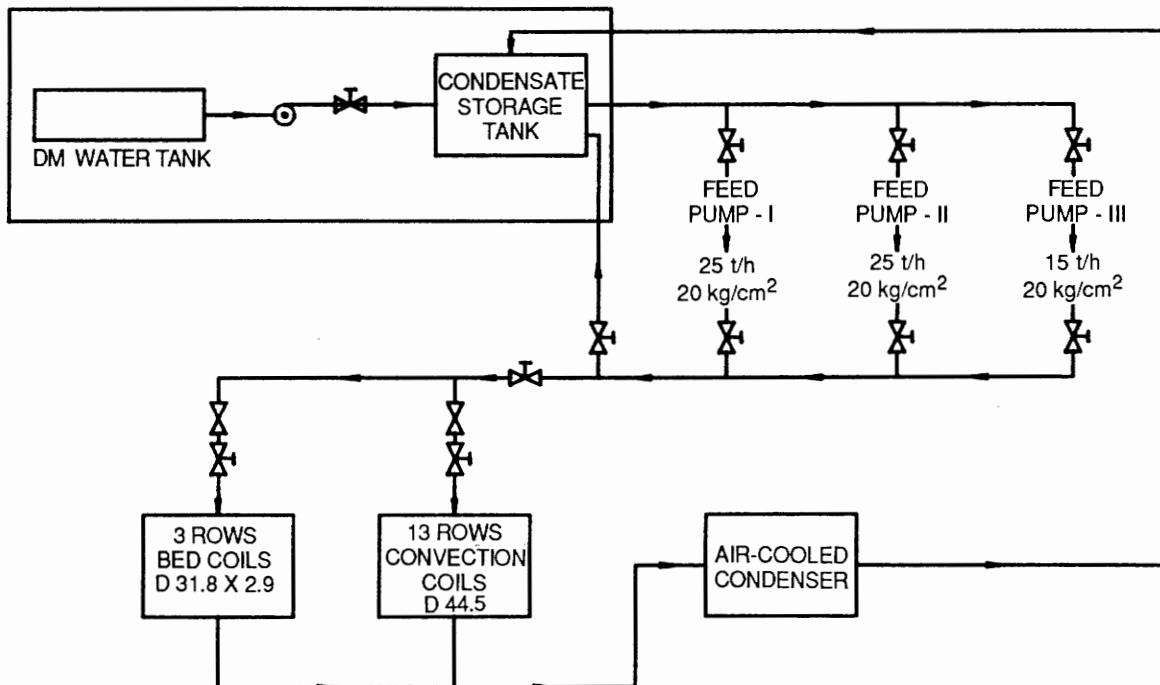 CONDENSATE
STORAGE
TANK
DM WATER TANK
FEED
PUMP - I
25 t/h
20 kg/cm²
FEED
PUMP - II
25 t/h
20 kg/cm²
FEED
PUMP - III
15 t/h
20 kg/cm²
3 ROWS
BED COILS
D 31.8 X 2.9
13 ROWS
CONVECTION
COILS
D 44.5
AIR-COOLED
CONDENSER